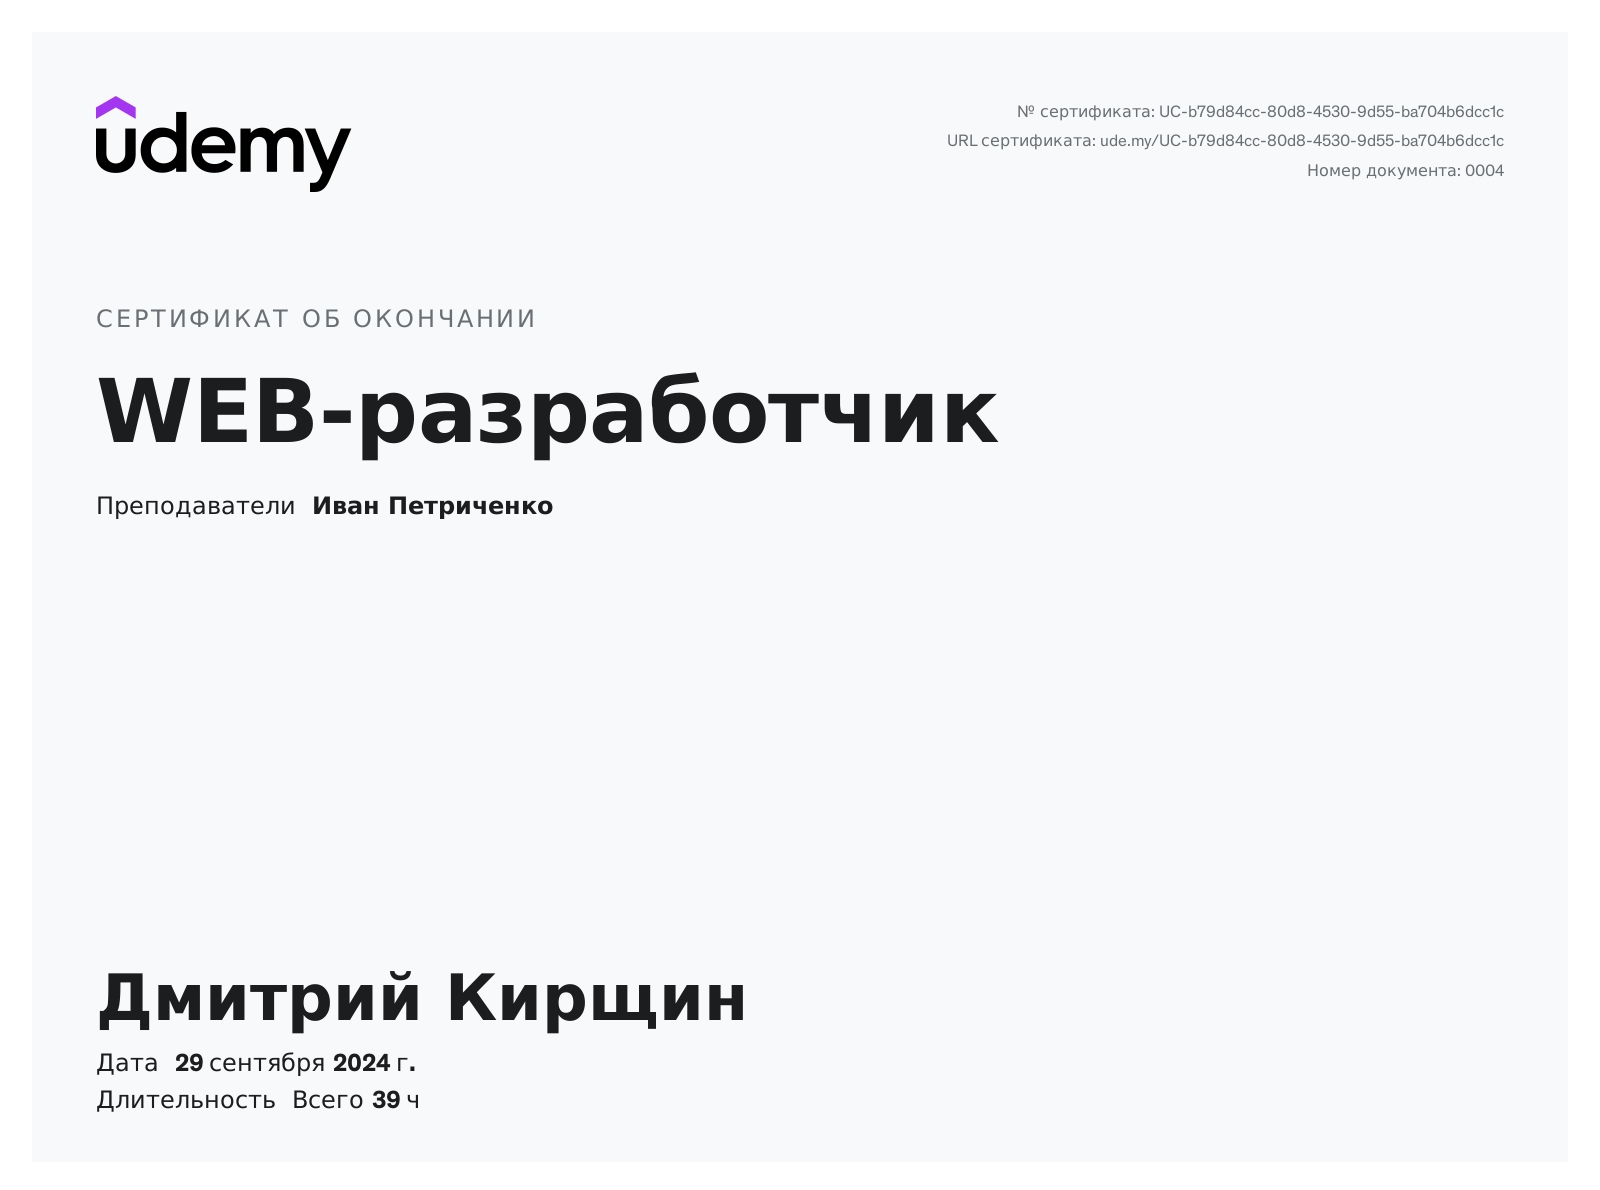 udemy
№ сертификата: UC-b79d84cc-80d8-4530-9d55-ba704b6dcc1c
URL сертификата: ude.my/UC-b79d84cc-80d8-4530-9d55-ba704b6dcc1c
Номер документа: 0004
СЕРТИФИКАТ ОБ ОКОНЧАНИИ
WEB-разработчик
Преподаватели Иван Петриченко
Дмитрий Кирщин
Дата 29 сентября 2024 г.
Длительность Всего 39 ч